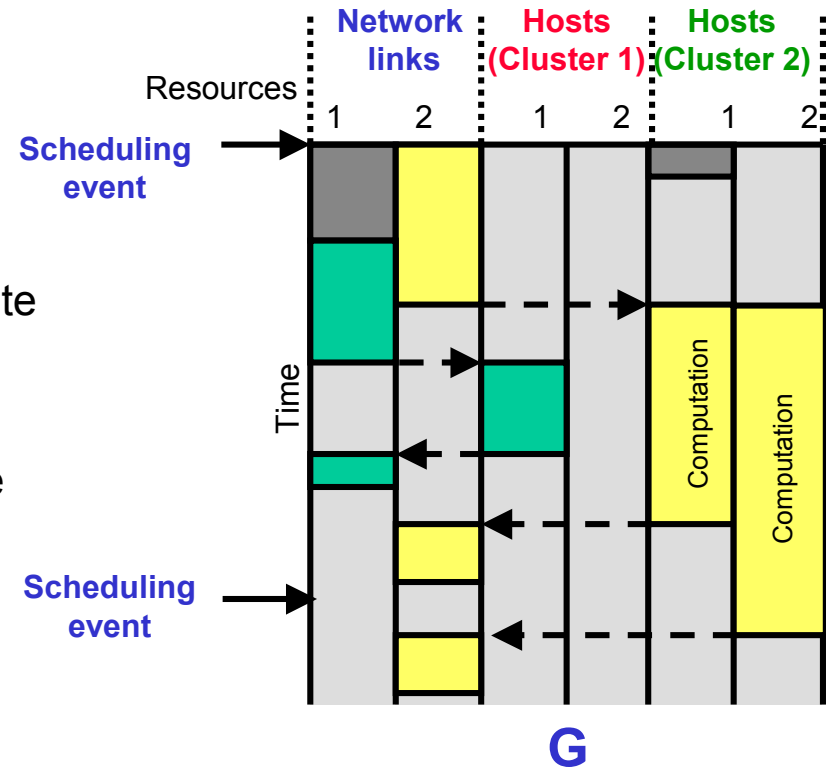 Network
links
Hosts
(Cluster 1)
Hosts
(Cluster 2)
Resources
1 2 1 2 1 2
Scheduling
event
te
Time
Computation
Computation
e
Scheduling
event
G